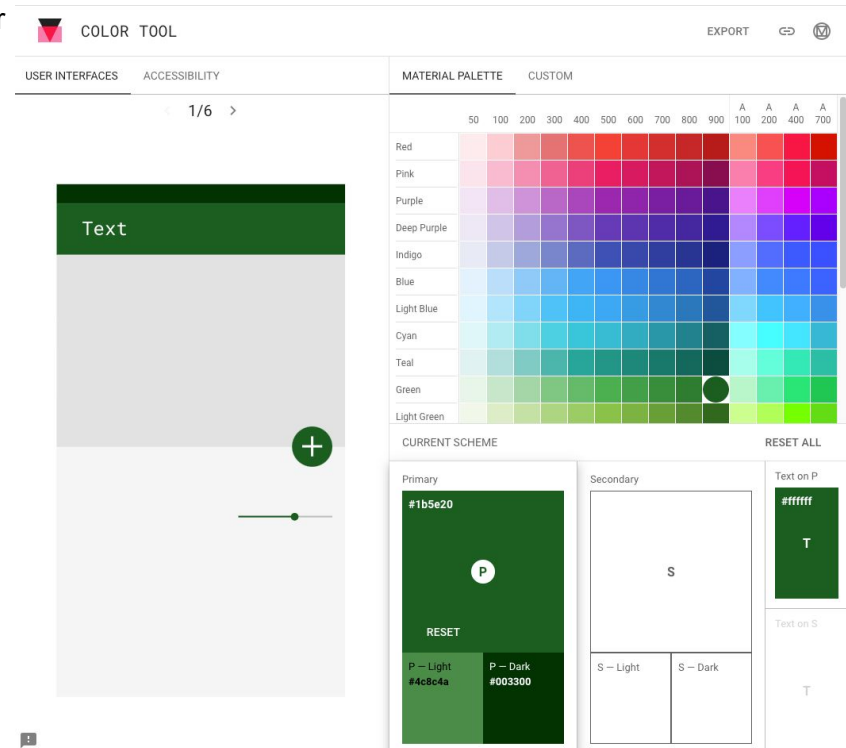 r
COLOR TOOL
EXPORT
USER INTERFACES ACCESSIBILITY
MATERIAL PALETTE CUSTOM
< 1/6 >
50 100 200 300 400 500 600 700 800 900 A 100 A 200 A 400 A 700
Red
Pink
Purple
Deep Purple
Indigo
Blue
Light Blue
Cyan
Teal
Green
Light Green
Text
CURRENT SCHEME RESET ALL
Primary
#1b5e20
P
RESET
P — Light
#4c8c4a
P — Dark
#003300
Secondary
S
S — Light
S — Dark
Text on P
#ffffff
T
Text on S
T